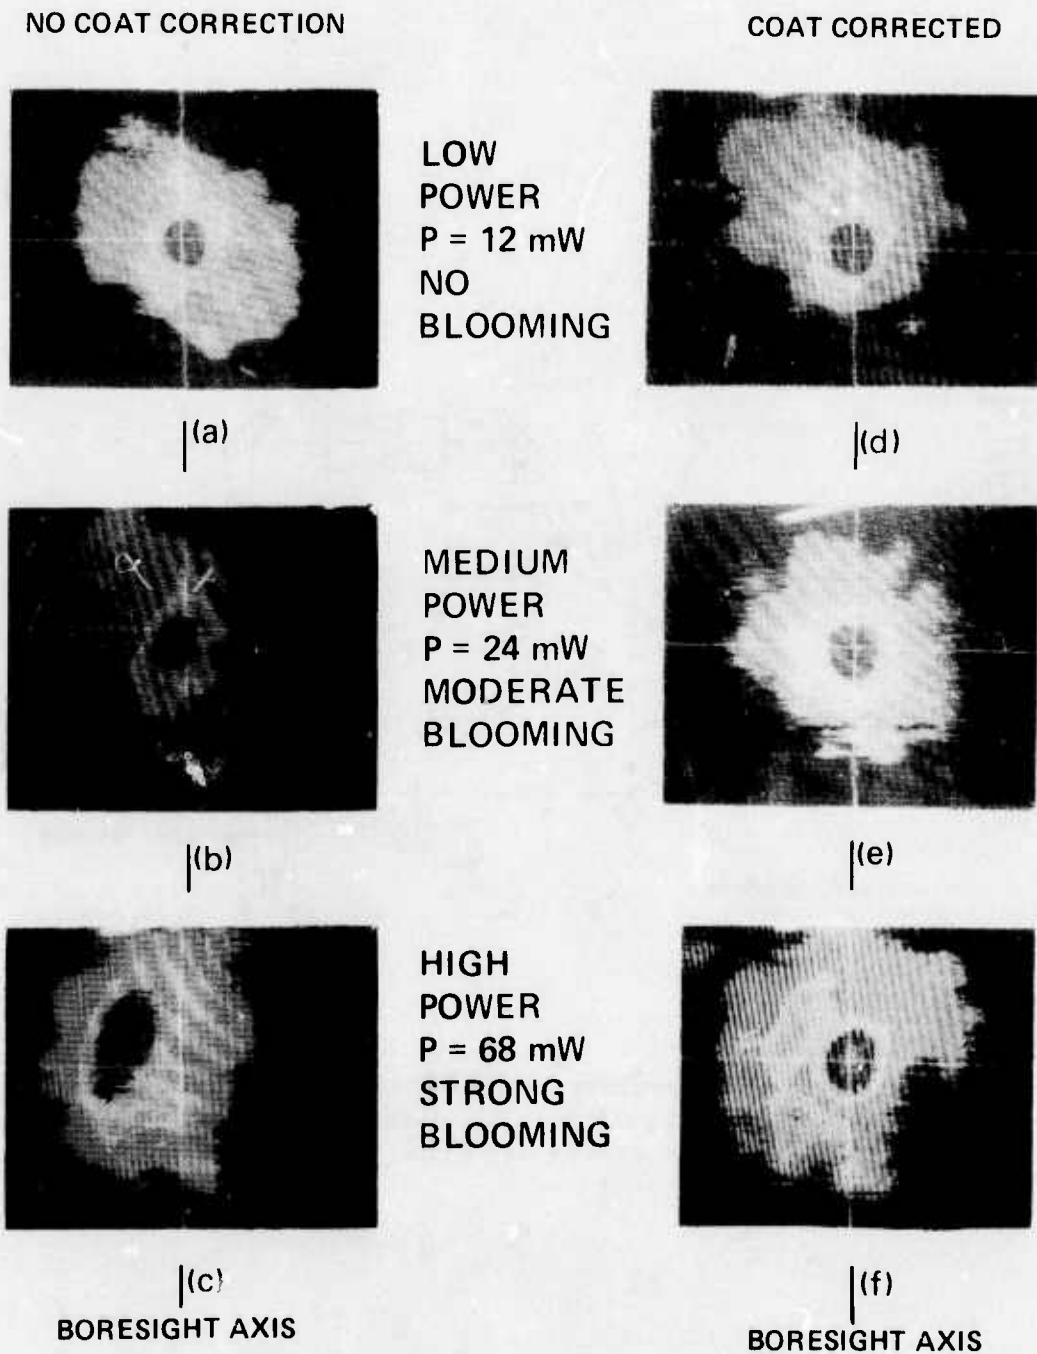 NO COAT CORRECTION
COAT CORRECTED
LOW
POWER
P = 12 mW
NO
BLOOMING
(a)
(d)
MEDIUM
POWER
P = 24 mW
MODERATE
BLOOMING
(b)
(e)
HIGH
POWER
P = 68 mW
STRONG
BLOOMING
(c)
BORESIGHT AXIS
(f)
BORESIGHT AXIS